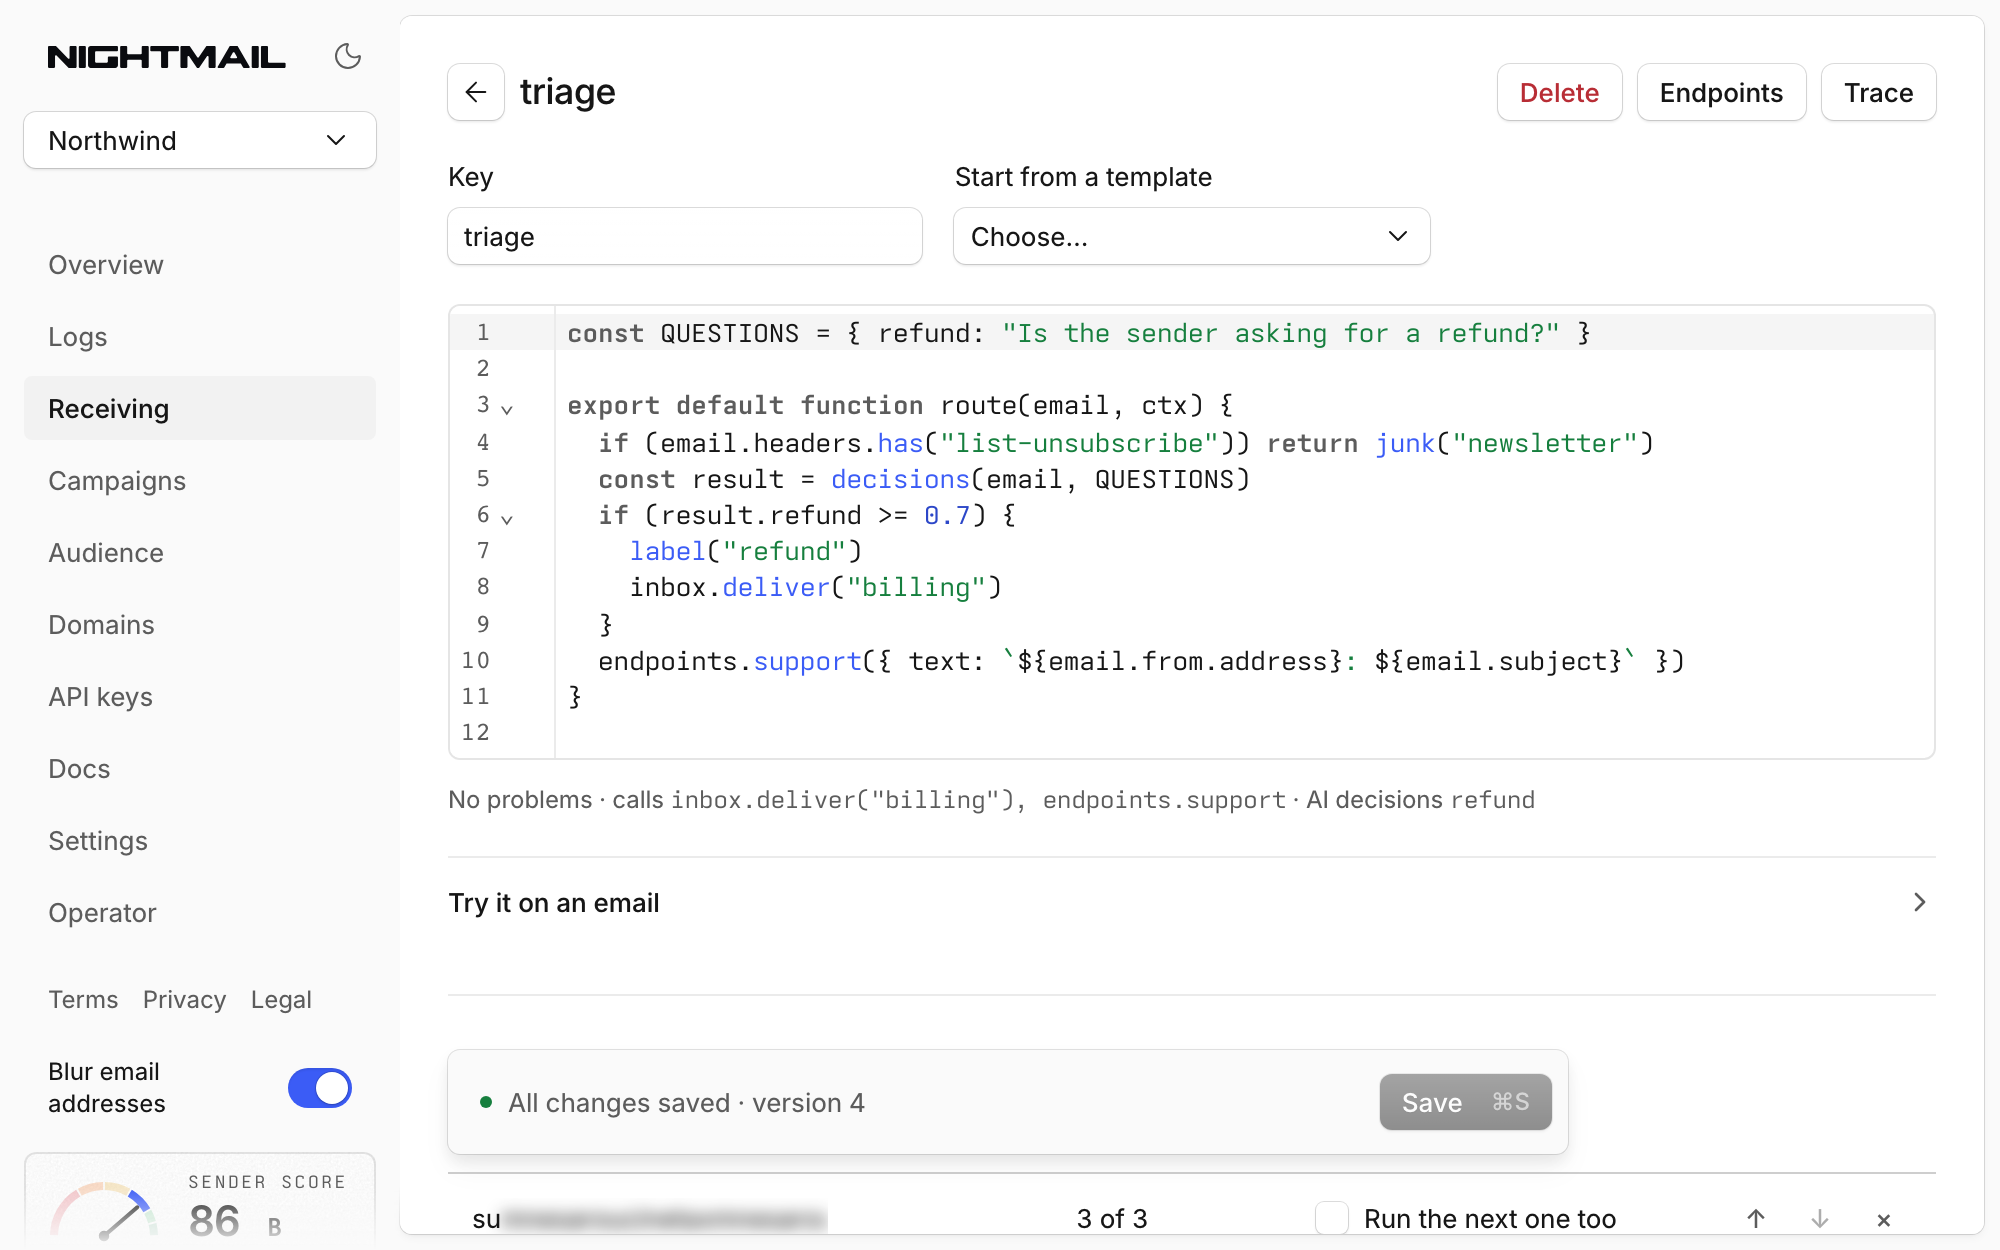 NIGHTMAIL
Northwind
Overview
Logs
Receiving
Campaigns
Audience
Domains
API keys
Docs
Settings
Operator
Terms Privacy Legal
Blur email
addresses
SENDER SCORE
86 B
triage
Delete Endpoints Trace
Key
triage
Start from a template
Choose...
1 const QUESTIONS = { refund: "Is the sender asking for a refund?" }
2
3 export default function route(email, ctx) {
4 if (email.headers.has("list-unsubscribe")) return junk("newsletter")
5 const result = decisions(email, QUESTIONS)
6 if (result.refund >= 0.7) {
7 label("refund")
8 inbox.deliver("billing")
9 }
10 endpoints.support({ text: `${email.from.address}: ${email.subject}` })
11 }
12
No problems · calls inbox.deliver("billing"), endpoints.support · AI decisions refund
Try it on an email
All changes saved · version 4
Save ⌘S
su
3 of 3
Run the next one too